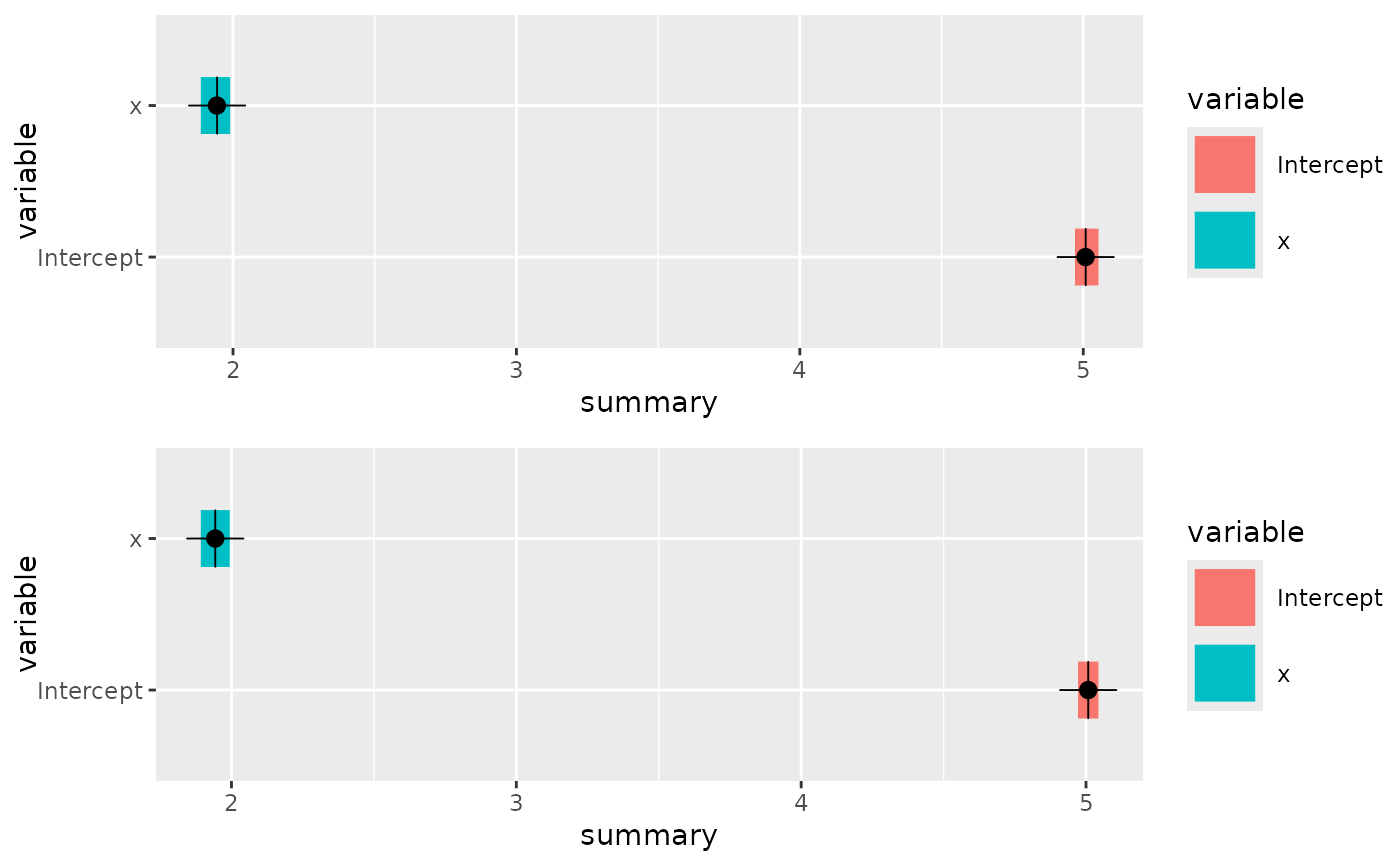 x
variable
Intercept
2 3 4 5
summary
variable
Intercept
x
x
variable
Intercept
2 3 4 5
summary
variable
Intercept
x